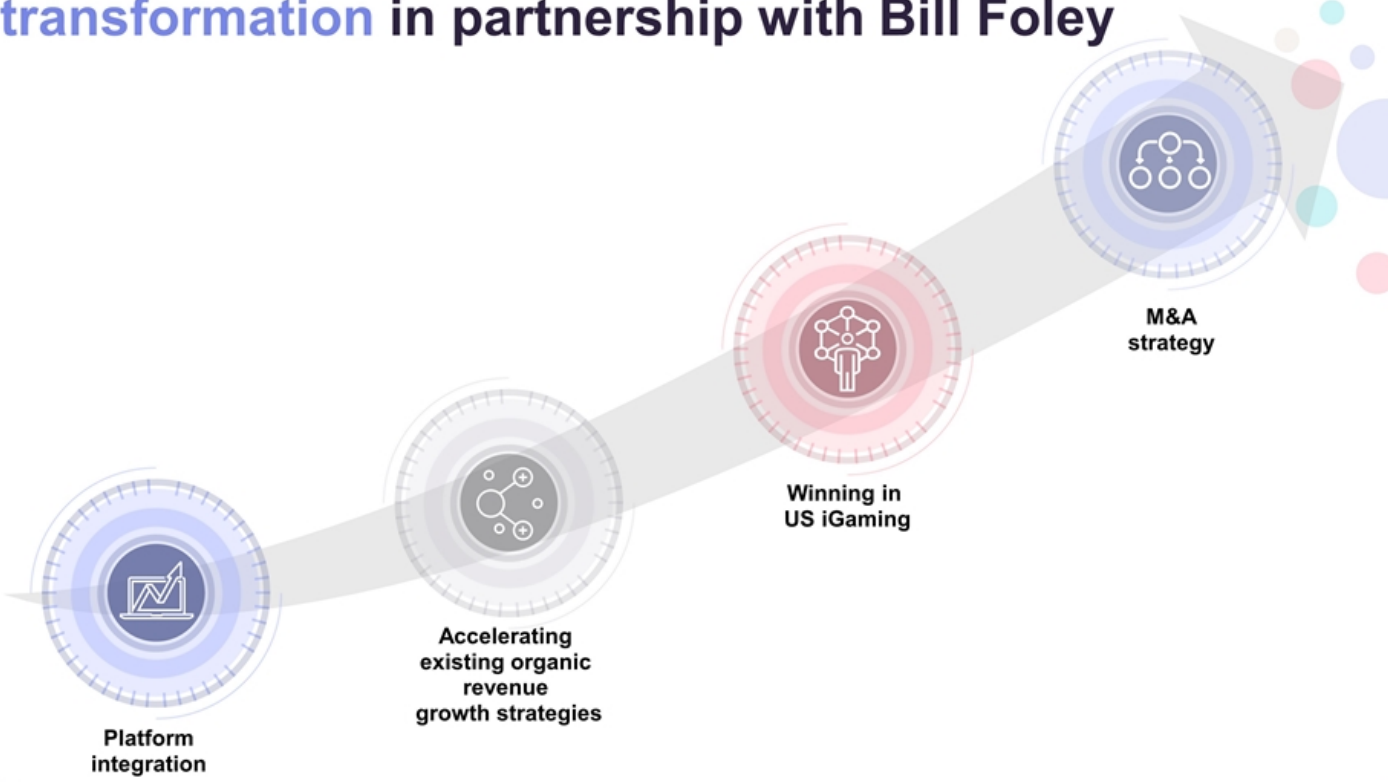 transformation in partnership with Bill Foley
M&A
strategy
Winning in
US iGaming
Accelerating
existing organic
revenue
growth strategies
Platform
integration